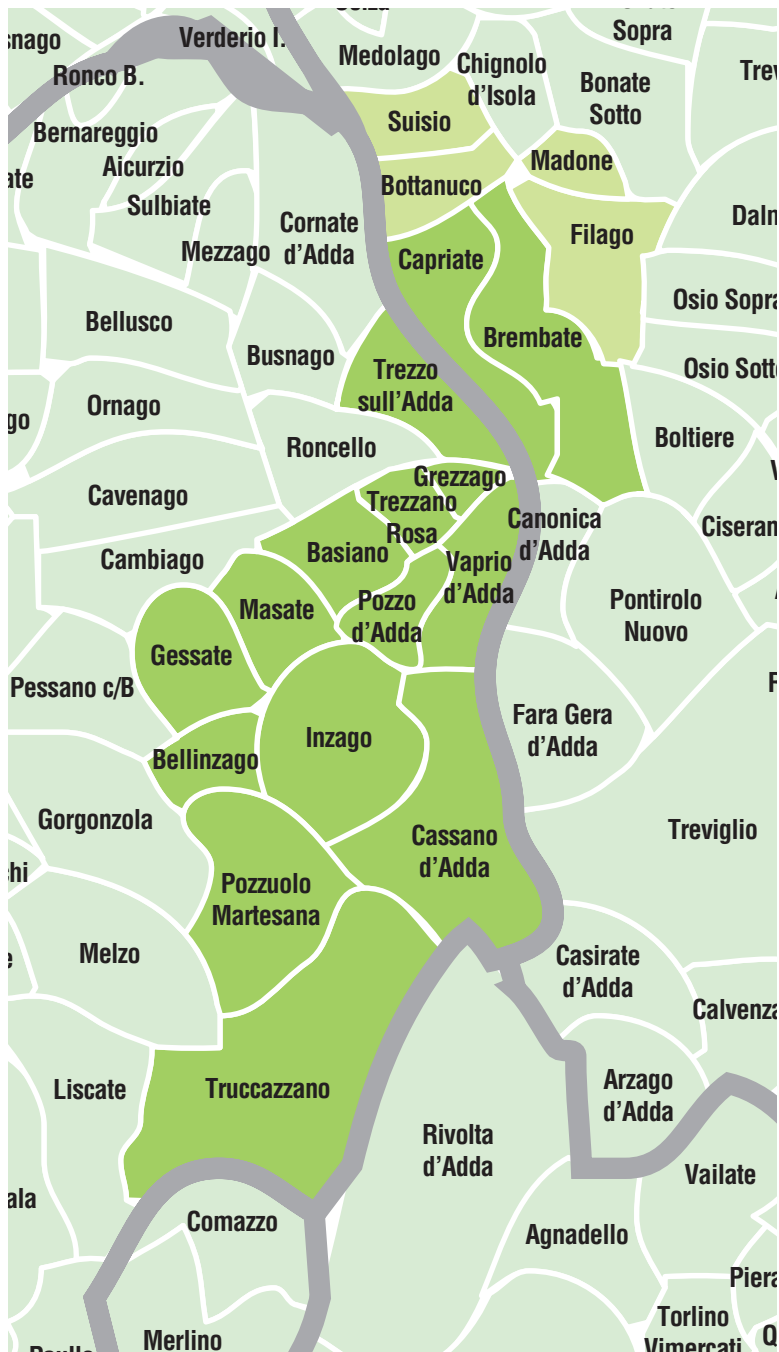 Verderio I.
Sopra
Medolago
Chignolo
d'Isola
Bonate
Sotto
Ronco B.
Suisio
Bernareggio
Aicurzio
Madone
Bottanuco
Sulbiate
Cornate
d'Adda
Mezzago
Capriate
Filago
Osio Sopra
Bellusco
Busnago
Brembate
Trezzo
sull'Adda
Ornago
Boltiere
Roncello
Grezzago
Cavenago
Trezzano
Rosa
Canonica
d'Adda
Basiano
Cambiago
Vaprio
d'Adda
Masate
Pozzo
d'Adda
Pontirolo
Nuovo
Gessate
Pessano c/B
Inzago
Fara Gera
d'Adda
Bellinzago
Gorgonzola
Cassano
d'Adda
Treviglio
Pozzuolo
Martesana
Melzo
Casirate
d'Adda
Liscate
Truccazzano
Arzago
d'Adda
Rivolta
d'Adda
Vailate
Comazzo
Agnadello
Torlino
Vimercati
Merlino